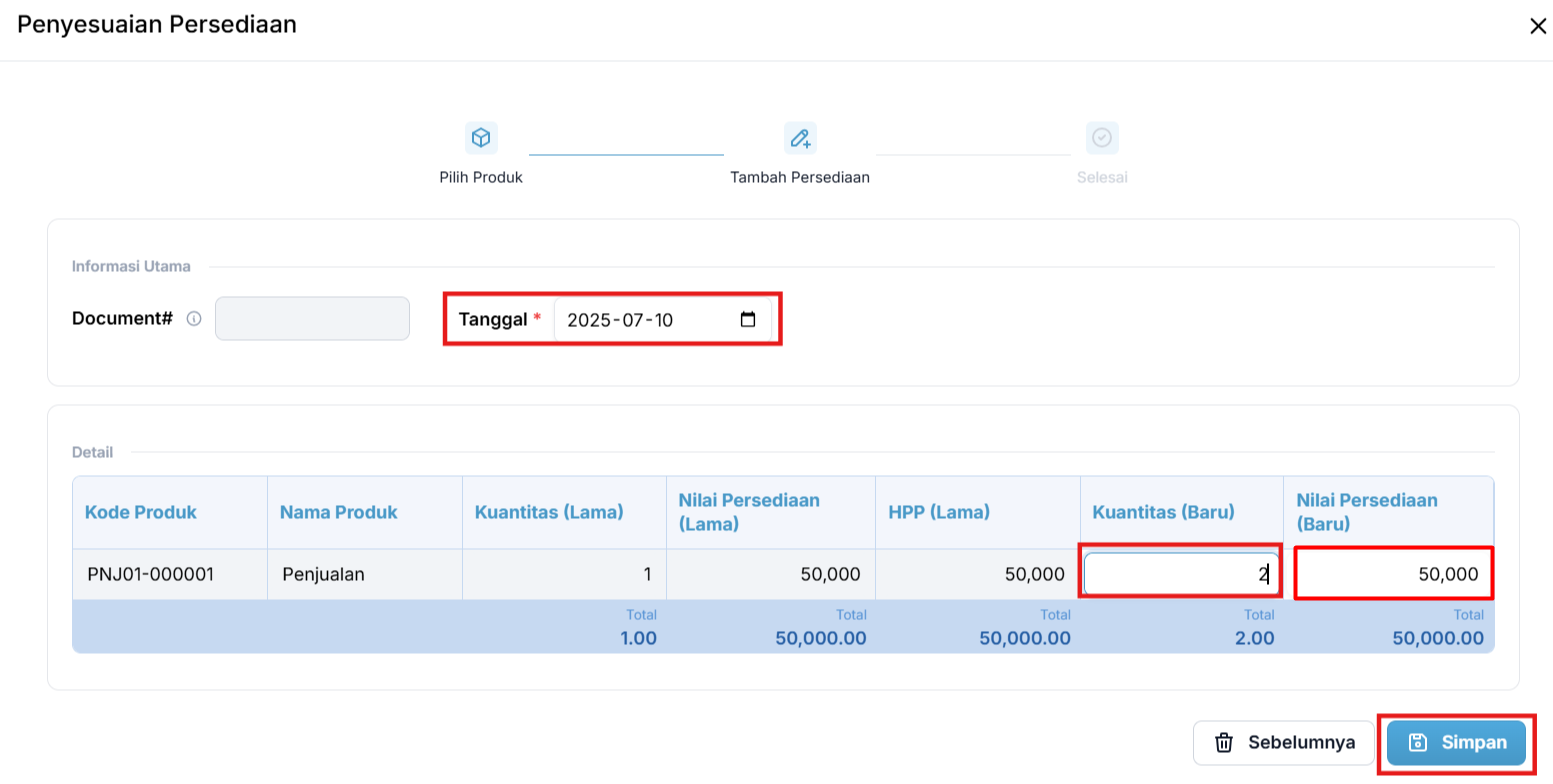 Penyesuaian Persediaan
Pilih Produk
Tambah Persediaan
Selesai
Informasi Utama
Document#
Tanggal * 2025-07-10
Detail
Kode Produk Nama Produk Kuantitas (Lama) Nilai Persediaan (Lama) HPP (Lama) Kuantitas (Baru) Nilai Persediaan (Baru)
PNJ01-000001 Penjualan 1 50,000 50,000 2 50,000
Total Total Total Total Total
1.00 50,000.00 50,000.00 2.00 50,000.00
Sebelumnya
Simpan